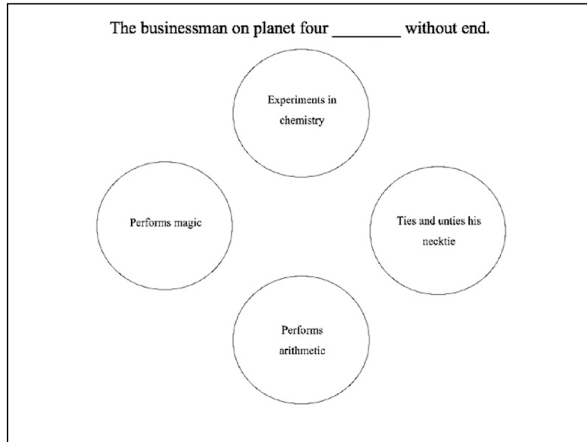 The businessman on planet four ________ without end.
Experiments in
chemistry
Performs magic
Ties and unties his
necktie
Performs
arithmetic